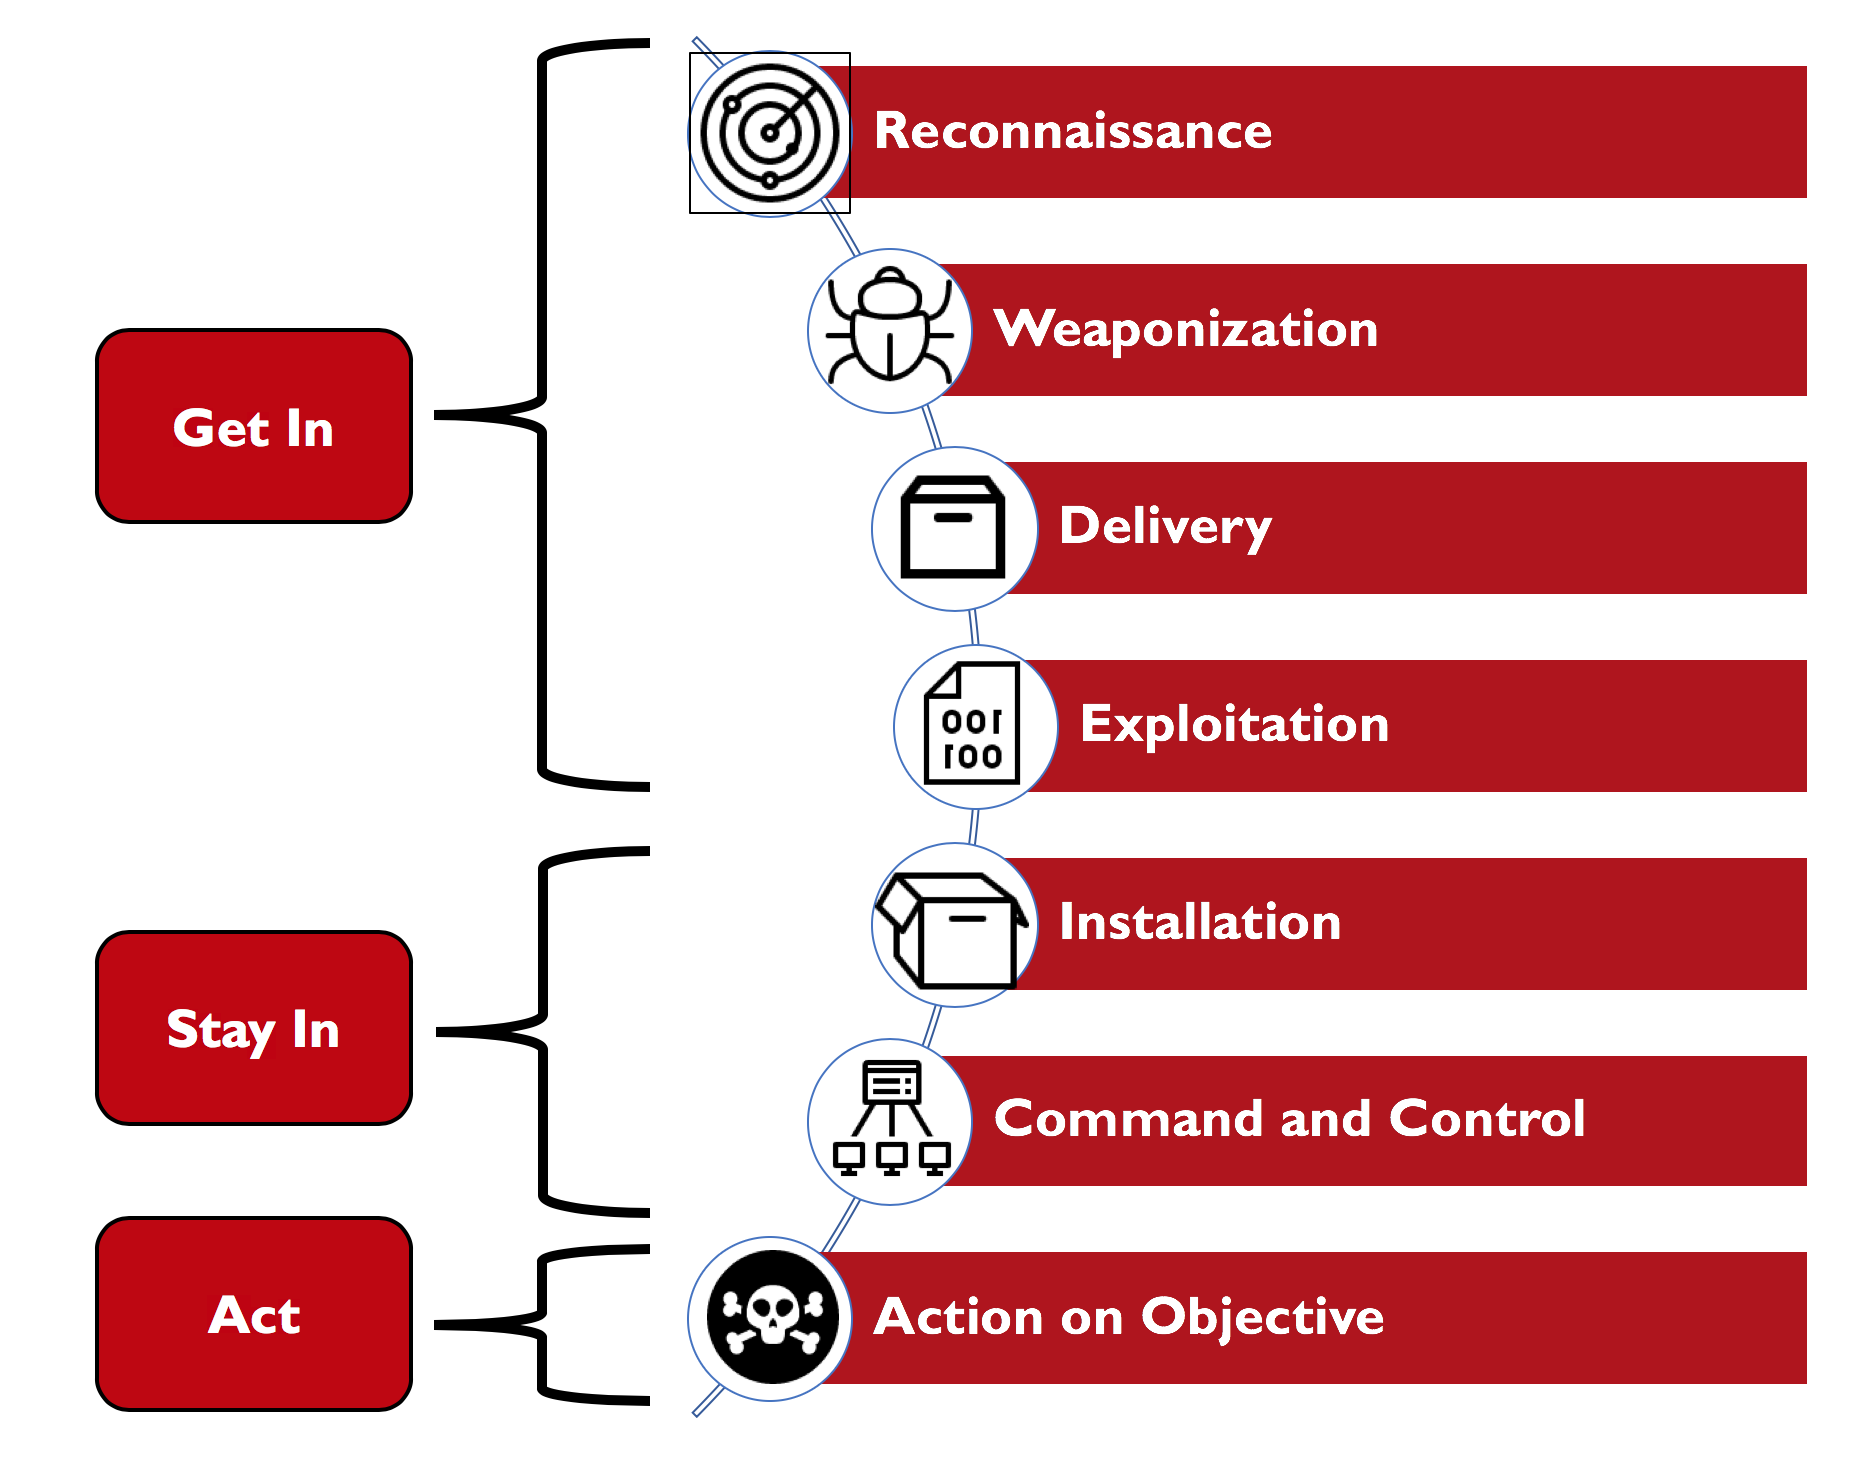 Get In
Reconnaissance
Weaponization
Delivery
Exploitation
001
100
Stay In
Installation
Command and Control
Act
Action on Objective